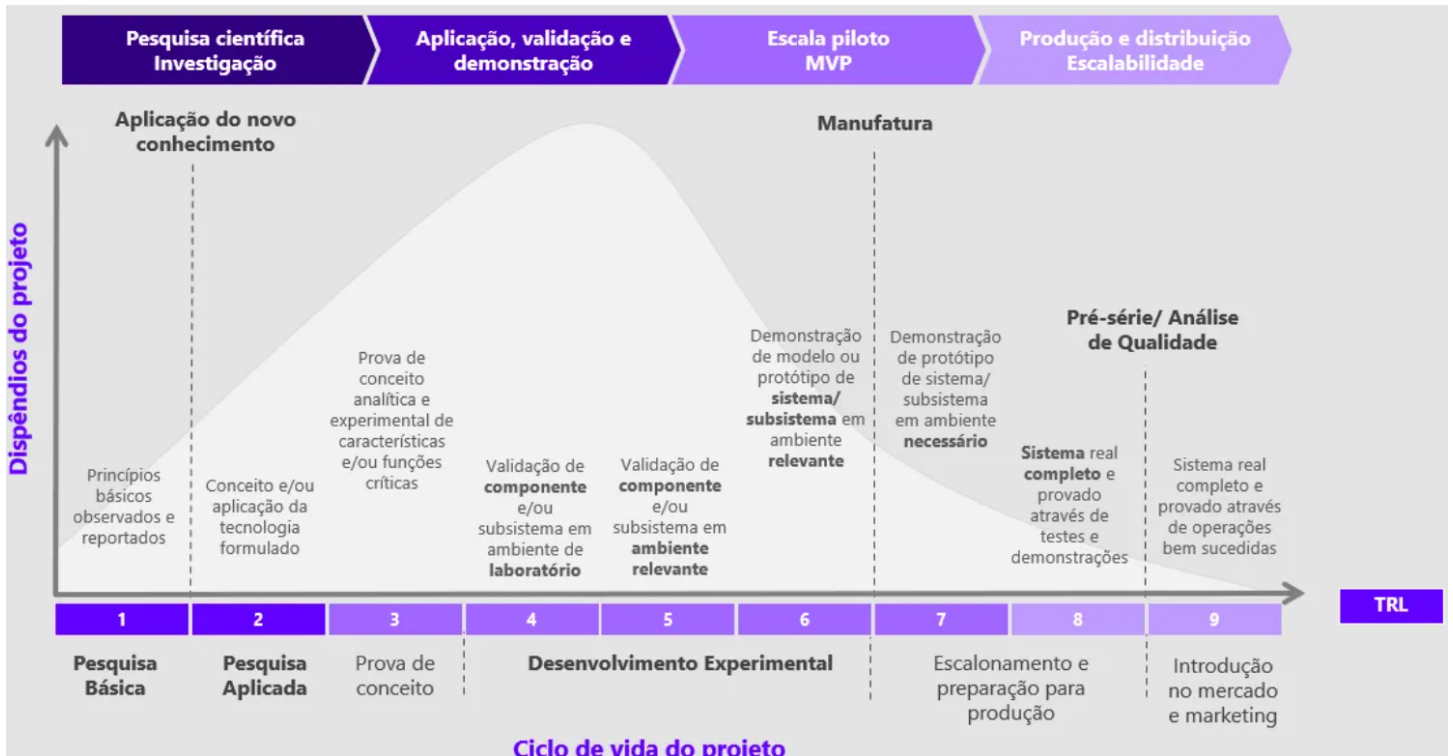 Pesquisa científica
Investigação
Aplicação, validação e
demonstração
Escala piloto
MVP
Produção e distribuição
Escalabilidade
Aplicação do novo
conhecimento
Manufatura
Pré-série/ Análise
de Qualidade
Dispêndios do projeto
Princípios
básicos
observados e
reportados
Conceito e/ou
aplicação da
tecnologia
formulado
Prova de
conceito
analítica e
experimental de
características
e/ou funções
críticas
Validação de
componente
e/ou
subsistema em
ambiente de
laboratório
Validação de
componente
e/ou
subsistema em
ambiente
relevante
Demonstração
de modelo ou
protótipo de
sistema/
subsistema em
ambiente
relevante
Demonstração
de protótipo
de sistema/
subsistema
em ambiente
necessário
Sistema real
completo e
provado
através de
testes e
demonstrações
Sistema real
completo e
provado através
de operações
bem sucedidas
1
2
3
4
5
6
7
8
9
TRL
Pesquisa
Básica
Pesquisa
Aplicada
Prova de
conceito
Desenvolvimento Experimental
Escalonamento e
preparação para
produção
Introdução
no mercado
e marketing
Ciclo de vida do projeto